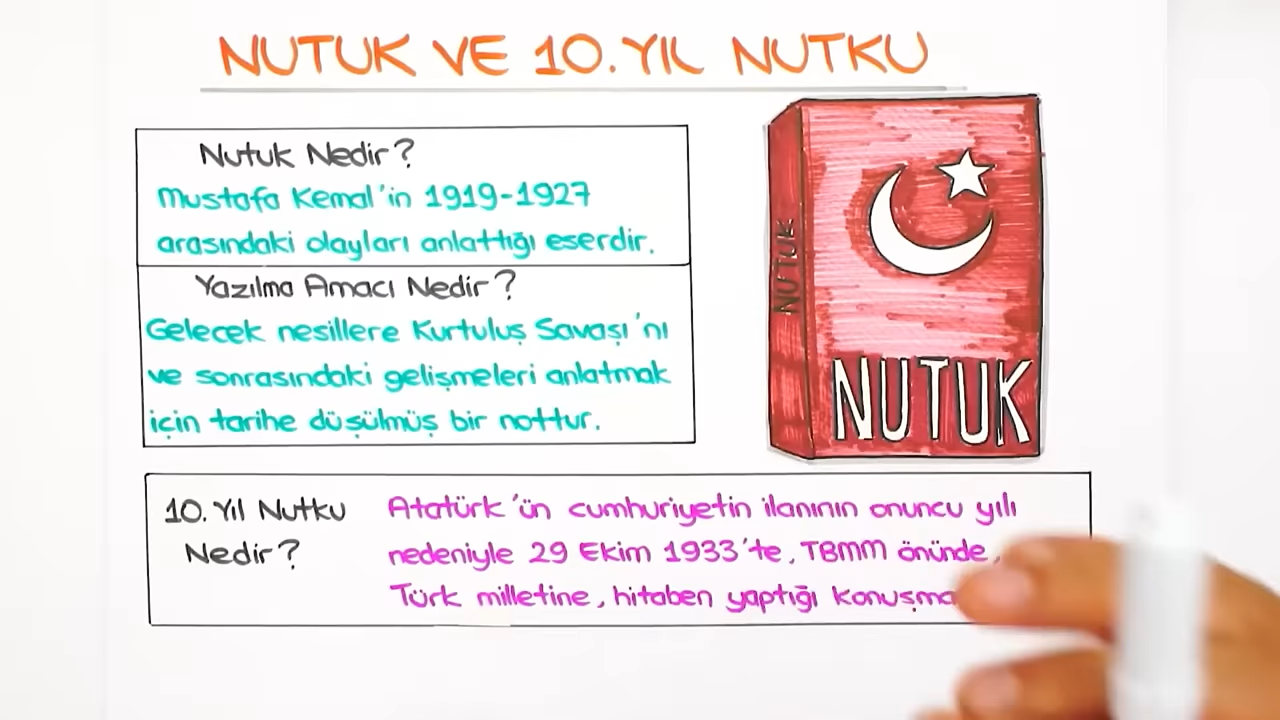 NUTUK VE 10.YIL NUTKU
Nutuk Nedir?
Mustafa Kemal'in 1919-1927
arasındaki olayları anlattığı eserdir.
Yazılma Amacı Nedir?
Gelecek nesillere Kurtuluş Savaşı'nı
ve sonrasındaki gelişmeleri anlatmak
için tarihe düşülmüş bir nottur.
NUTUK
NUTUK
10. Yıl Nutku
Nedir?
Atatürk'ün cumhuriyetin ilanının onuncu yılı
nedeniyle 29 Ekim 1933'te, TBMM önünde,
Türk milletine, hitaben yaptığı